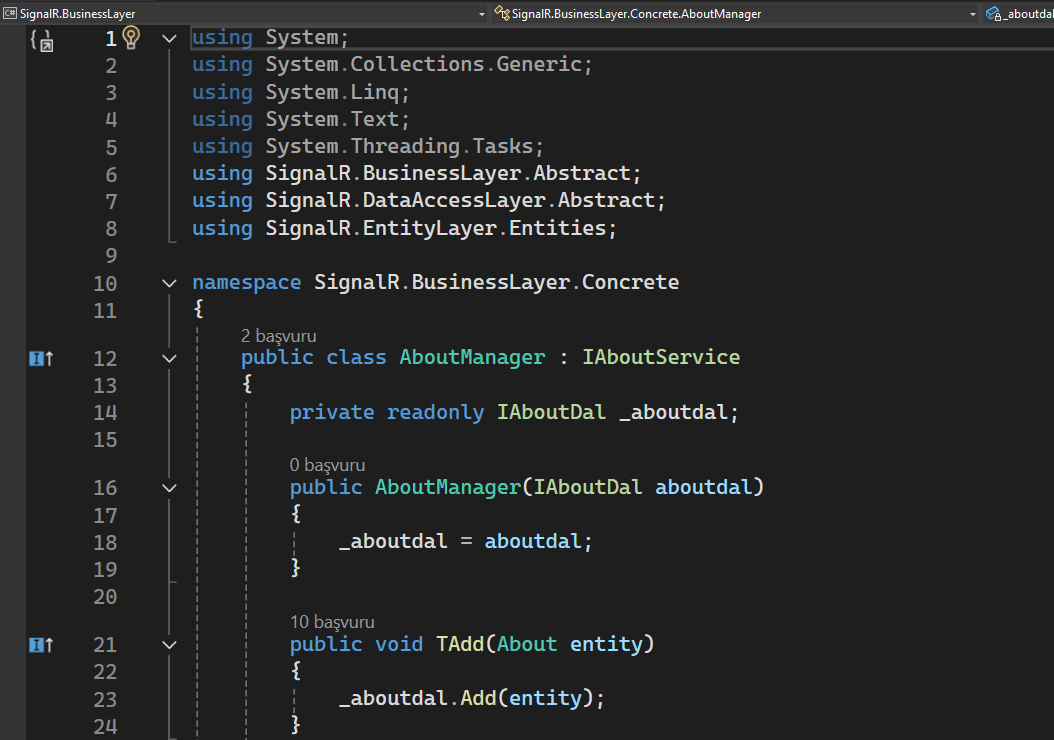 C# SignalR.BusinessLayer SignalR.BusinessLayer.Concrete.AboutManager _aboutdal
1 using System;
2 using System.Collections.Generic;
3 using System.Linq;
4 using System.Text;
5 using System.Threading.Tasks;
6 using SignalR.BusinessLayer.Abstract;
7 using SignalR.DataAccessLayer.Abstract;
8 using SignalR.EntityLayer.Entities;
9
10 namespace SignalR.BusinessLayer.Concrete
11 {
2 başvuru
12 public class AboutManager : IAboutService
13 {
14 private readonly IAboutDal _aboutdal;
15
0 başvuru
16 public AboutManager(IAboutDal aboutdal)
17 {
18 _aboutdal = aboutdal;
19 }
20
10 başvuru
21 public void TAdd(About entity)
22 {
23 _aboutdal.Add(entity);
24 }